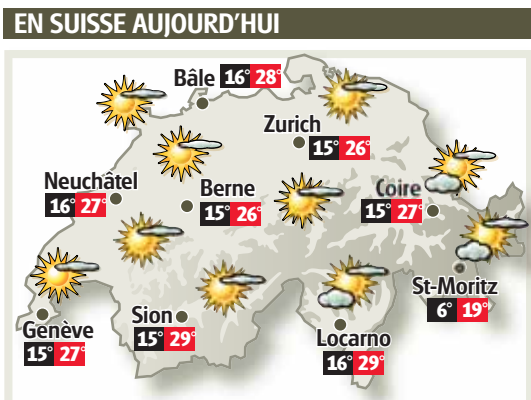 EN SUISSE AUJOURD'HUI
Bâle 16° 28°
Zurich
15° 26°
Neuchâtel
16° 27°
Berne
15° 26°
Coire
15° 27°
St-Moritz
6° 19°
Sion
15° 29°
Genève
15° 27°
Locarno
16° 29°